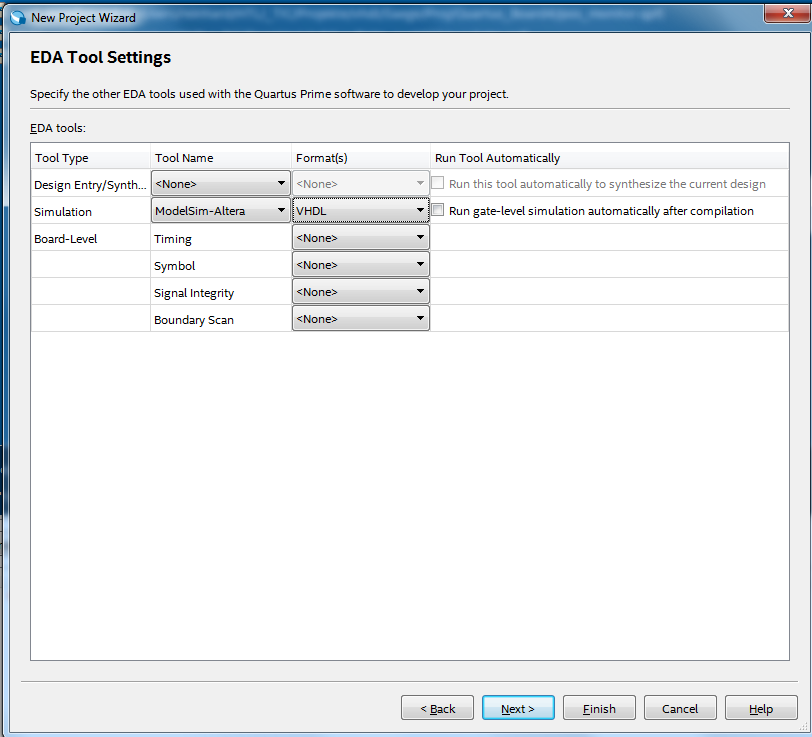 New Project Wizard
EDA Tool Settings
Specify the other EDA tools used with the Quartus Prime software to develop your project.
EDA tools:
Tool Type Tool Name Format(s) Run Tool Automatically
Design Entry/Synth... <None> <None> Run this tool automatically to synthesize the current design
Simulation ModelSim-Altera VHDL Run gate-level simulation automatically after compilation
Board-Level Timing <None>
Symbol <None>
Signal Integrity <None>
Boundary Scan <None>
< Back Next > Finish Cancel Help